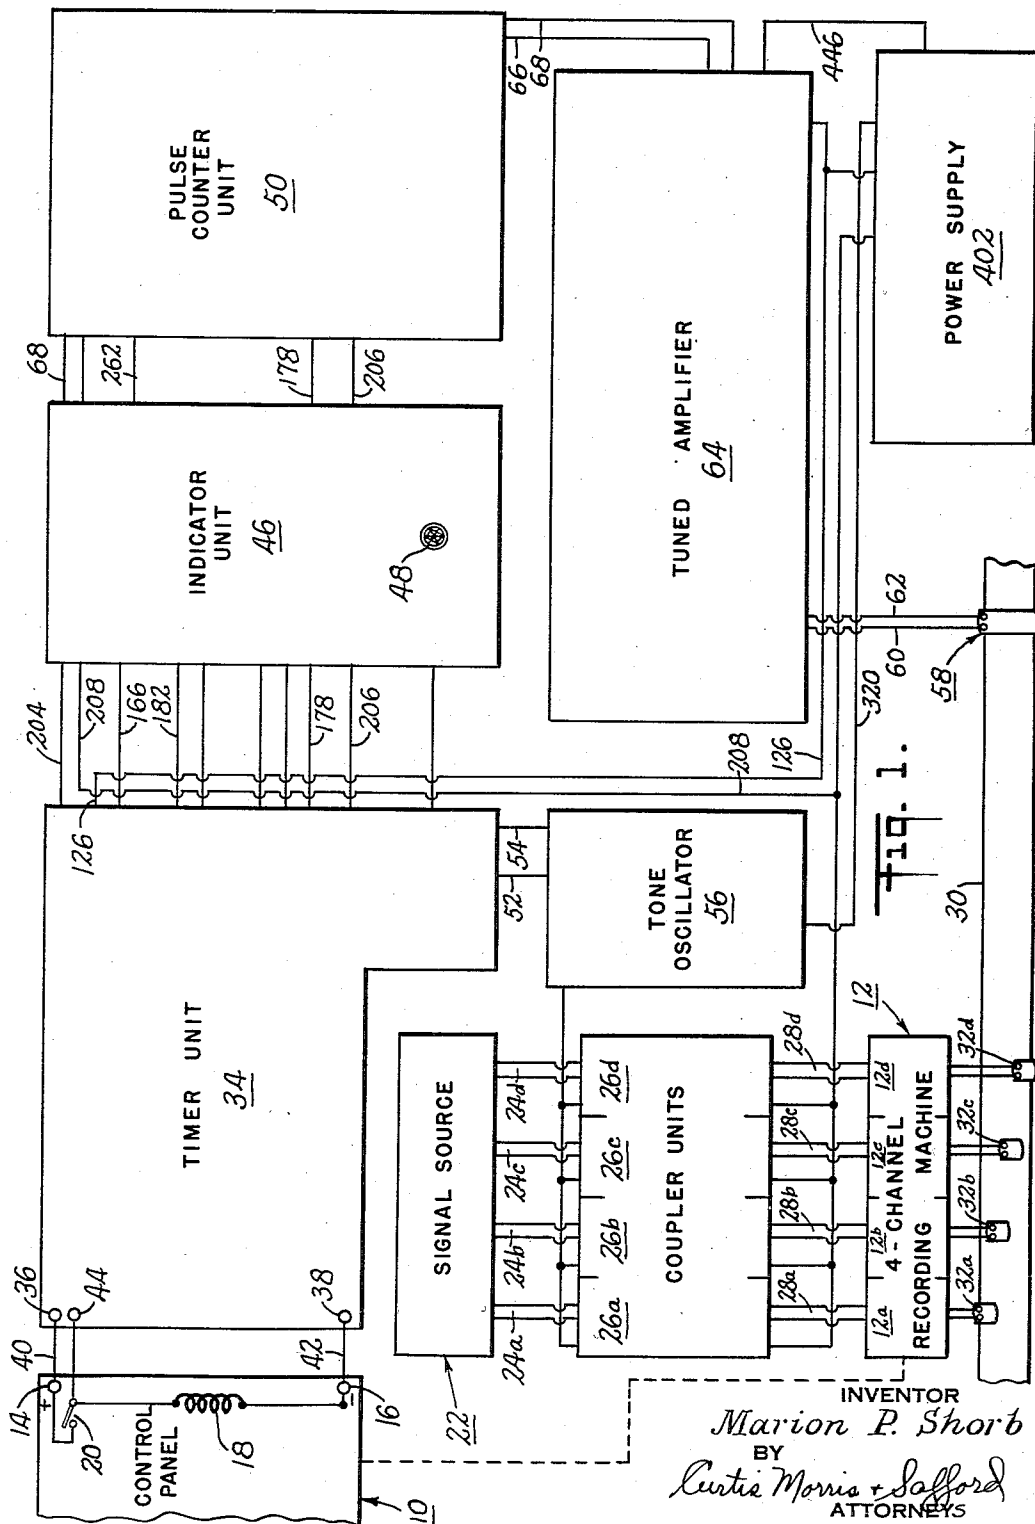 14
+
20
CONTROL
PANEL
18
16
–
10
40
42
36
44
38
TIMER UNIT
34
204
126
208
166
182
178
206
INDICATOR
UNIT
46
48
68
262
178
206
PULSE
COUNTER
UNIT
50
66
68
22
SIGNAL SOURCE
24a
24b
24c
24d
26a
26b
26c
26d
COUPLER UNITS
28a
28b
28c
28d
12
12a
12b
12c
12d
4-CHANNEL
RECORDING MACHINE
32a
32b
32c
32d
30
52
54
TONE
OSCILLATOR
56
208
126
320
60
62
58
TUNED AMPLIFIER
64
446
POWER SUPPLY
402
Fig. 1.
INVENTOR
Marion P. Shorb
BY
Curtis Morris + Safford
ATTORNEYS